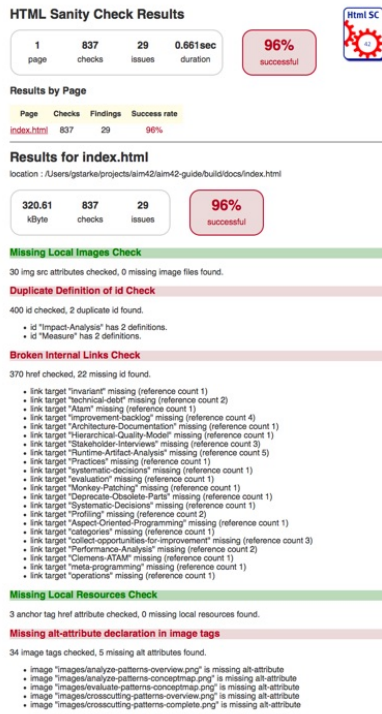 HTML Sanity Check Results
Html SC
42
1 837 29 0.661sec
page checks issues duration
96%
successful
Results by Page
Page Checks Findings Success rate
index.html 837 29 96%
Results for index.html
location : /Users/gstarke/projects/aim42/aim42-guide/build/docs/index.html
320.61 837 29
kByte checks issues
96%
successful
Missing Local Images Check
30 img src attributes checked, 0 missing image files found.
Duplicate Definition of id Check
400 id checked, 2 duplicate id found.
• id "Impact-Analysis" has 2 definitions.
• id "Measure" has 2 definitions.
Broken Internal Links Check
370 href checked, 22 missing id found.
• link target "invariant" missing (reference count 1)
• link target "technical-debt" missing (reference count 2)
• link target "Atam" missing (reference count 1)
• link target "improvement-backlog" missing (reference count 4)
• link target "Architecture-Documentation" missing (reference count 1)
• link target "Hierarchical-Quality-Model" missing (reference count 1)
• link target "Stakeholder-Interviews" missing (reference count 3)
• link target "Runtime-Artifact-Analysis" missing (reference count 5)
• link target "Practices" missing (reference count 1)
• link target "systematic-decisions" missing (reference count 1)
• link target "evaluation" missing (reference count 1)
• link target "Monkey-Patching" missing (reference count 1)
• link target "Deprecate-Obsolete-Parts" missing (reference count 1)
• link target "Systematic-Decisions" missing (reference count 1)
• link target "Profiling" missing (reference count 2)
• link target "Aspect-Oriented-Programming" missing (reference count 1)
• link target "categories" missing (reference count 1)
• link target "collect-opportunities-for-improvement" missing (reference count 3)
• link target "Performance-Analysis" missing (reference count 2)
• link target "Clemens-ATAM" missing (reference count 1)
• link target "meta-programming" missing (reference count 1)
• link target "operations" missing (reference count 1)
Missing Local Resources Check
3 anchor tag href attribute checked, 0 missing local resources found.
Missing alt-attribute declaration in image tags
34 image tags checked, 5 missing alt attributes found.
• image "images/analyze-patterns-overview.png" is missing alt-attribute
• image "images/analyze-patterns-conceptmap.png" is missing alt-attribute
• image "images/evaluate-patterns-conceptmap.png" is missing alt-attribute
• image "images/crosscutting-patterns-overview.png" is missing alt-attribute
• image "images/crosscutting-patterns-complete.png" is missing alt-attribute